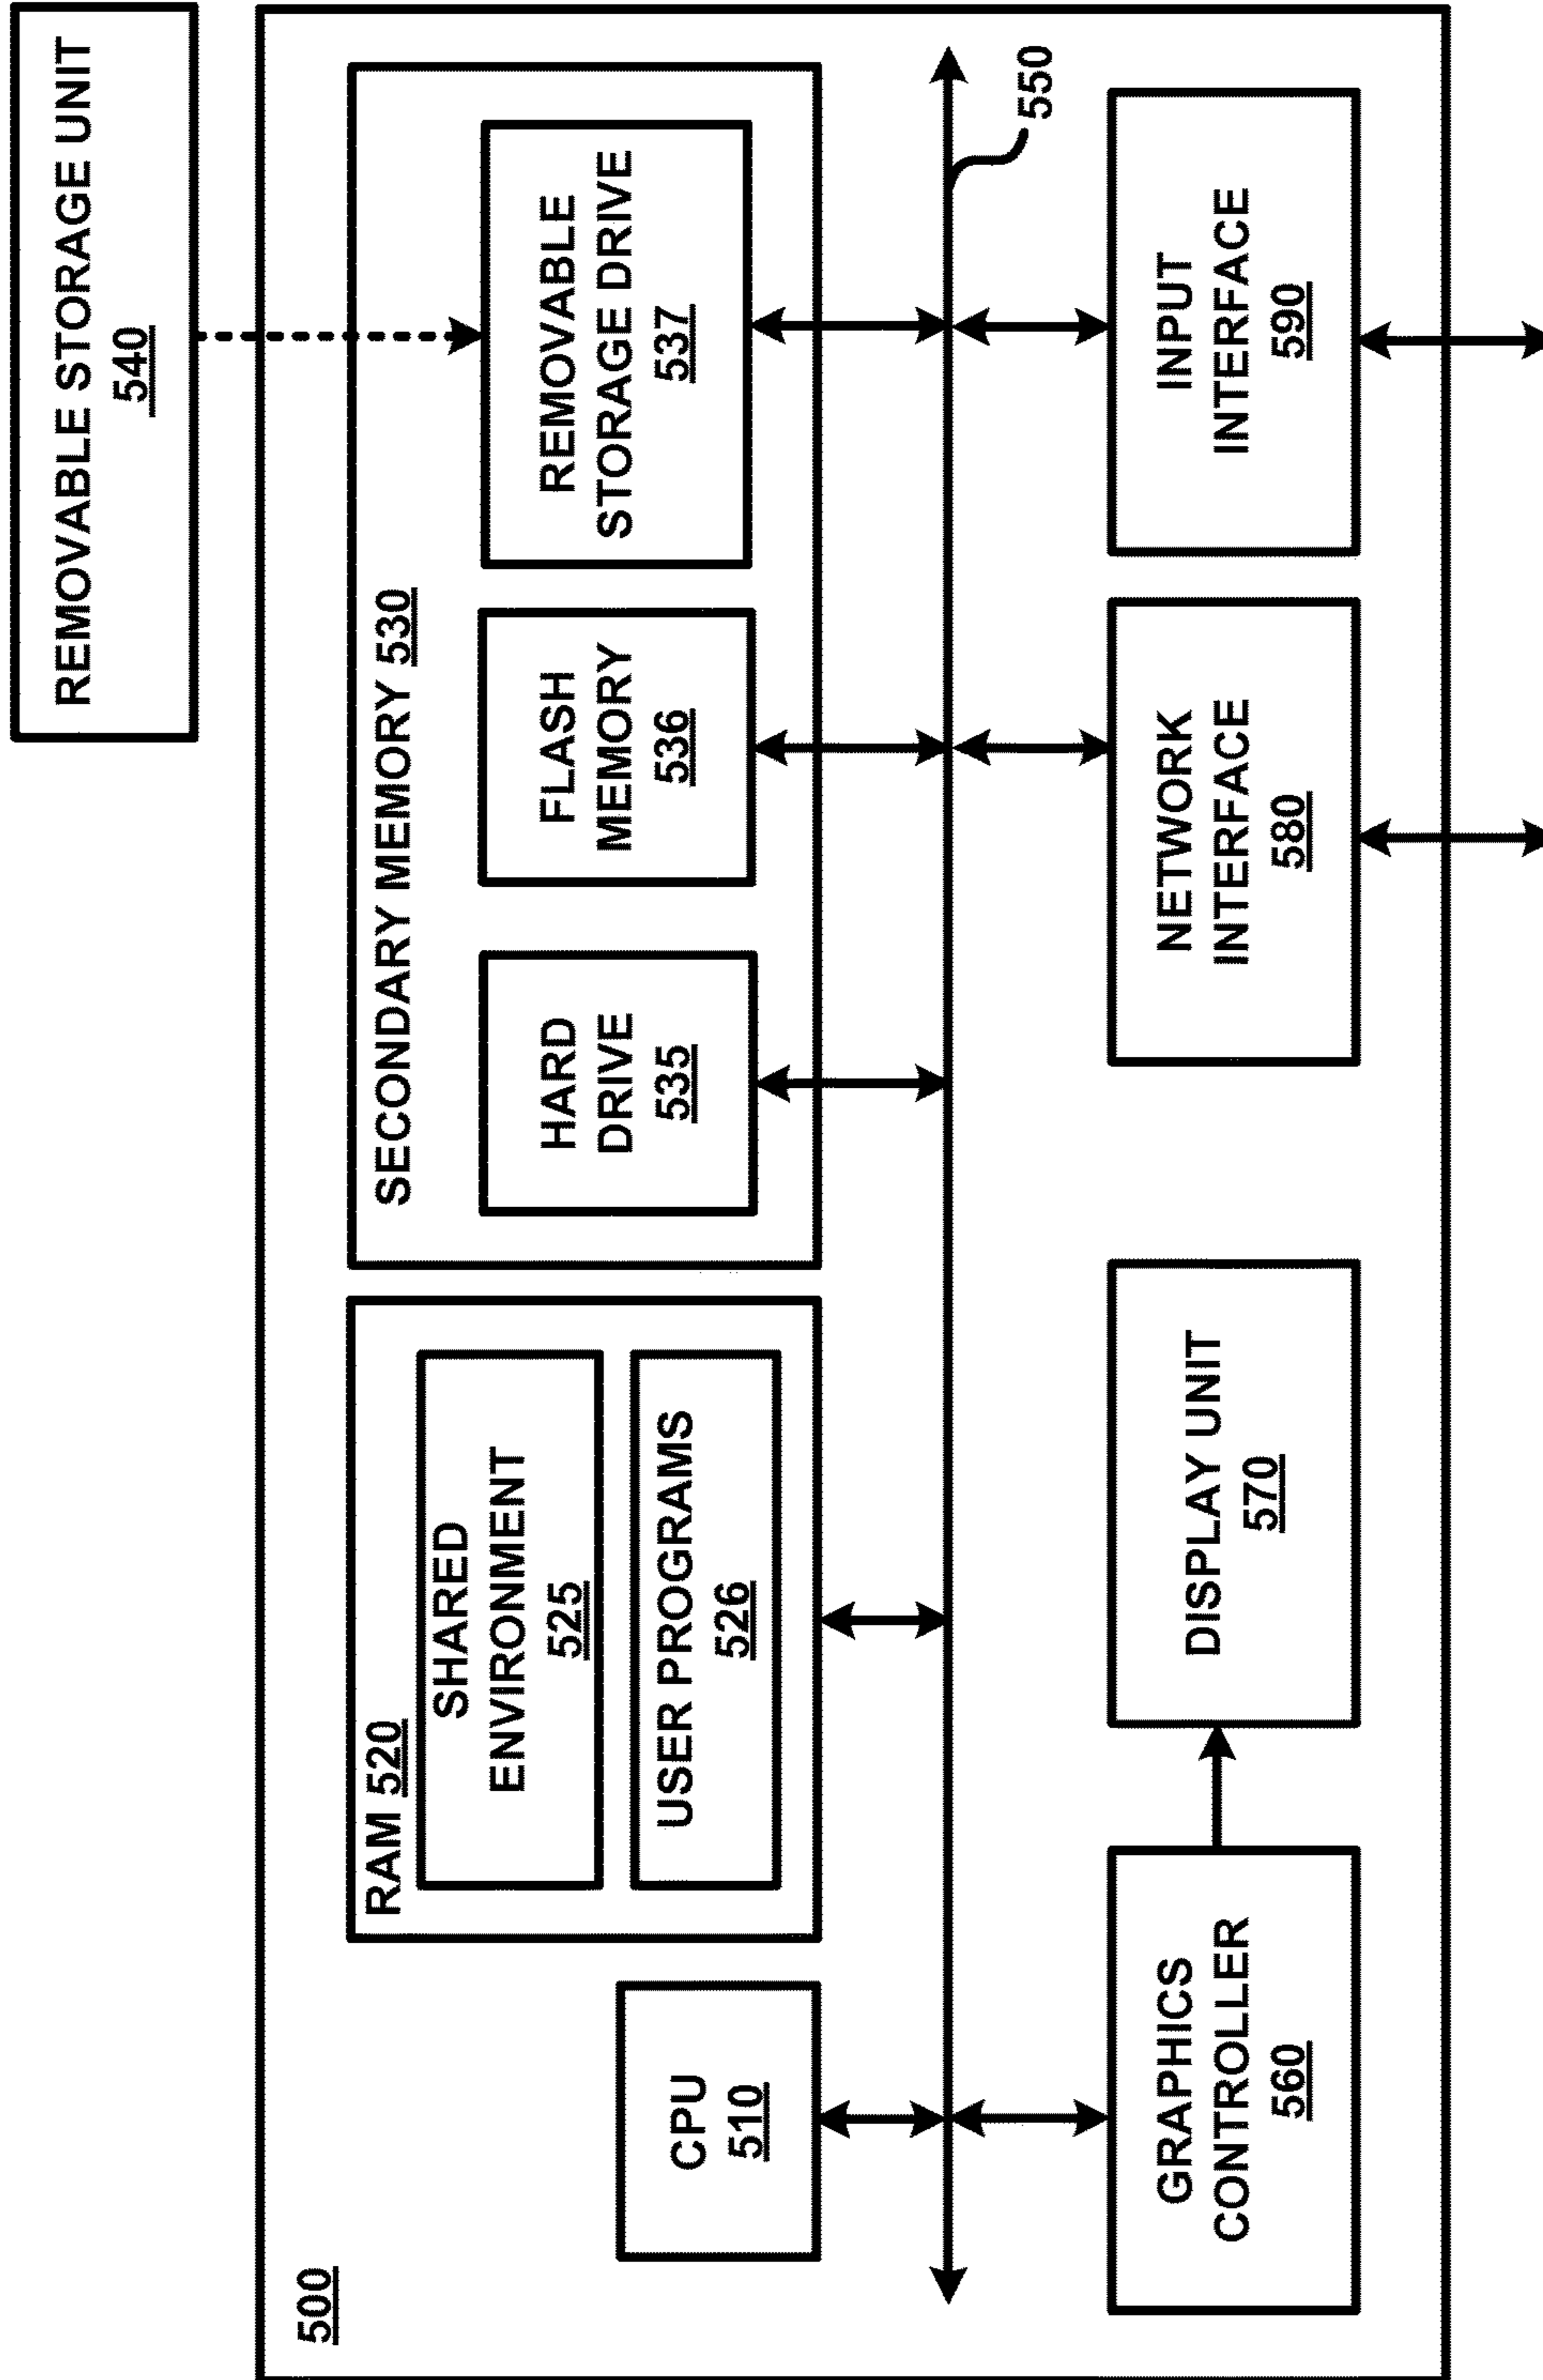 REMOVABLE STORAGE UNIT
540
500
CPU
510
RAM 520
SHARED
ENVIRONMENT
525
USER PROGRAMS
526
SECONDARY MEMORY 530
HARD
DRIVE
535
FLASH
MEMORY
536
REMOVABLE
STORAGE DRIVE
537
550
GRAPHICS
CONTROLLER
560
DISPLAY UNIT
570
NETWORK
INTERFACE
580
INPUT
INTERFACE
590